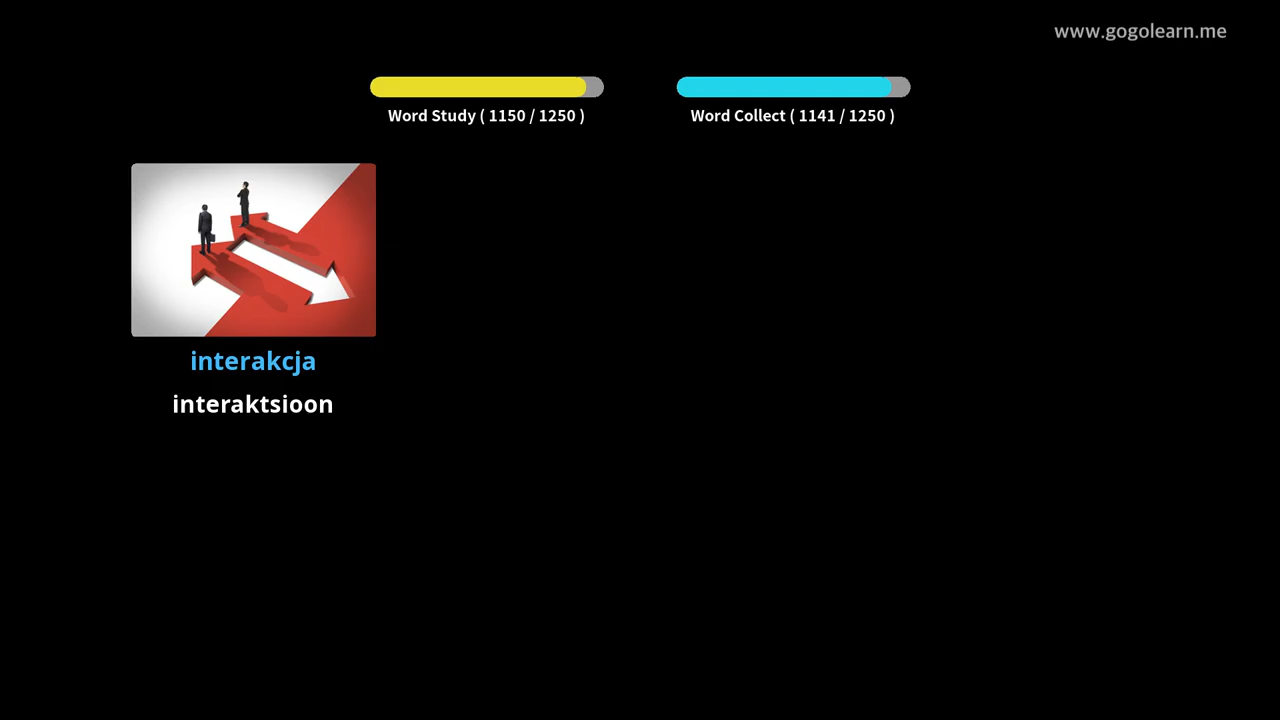 www.gogolearn.me
Word Study ( 1150 / 1250 )
Word Collect ( 1141 / 1250 )
interakcja
interaktsioon